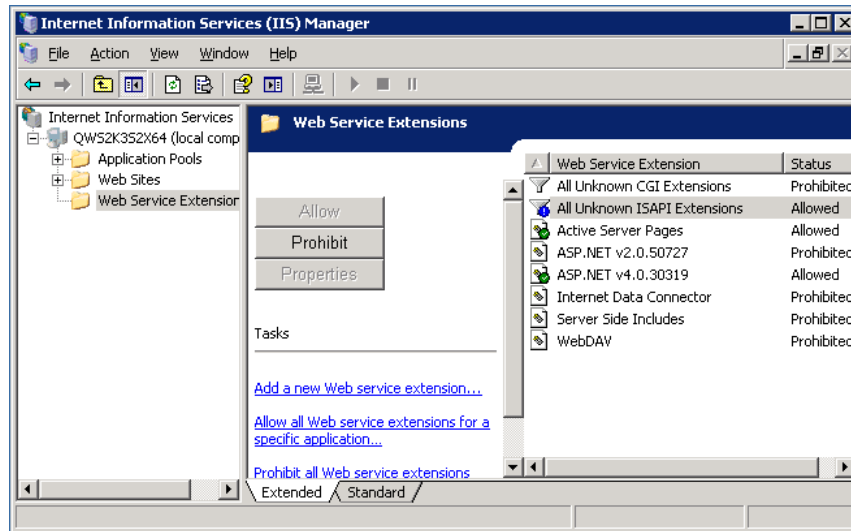 Internet Information Services (IIS) Manager
File Action View Window Help
Internet Information Services
QWS2K3S2X64 (local comp
Application Pools
Web Sites
Web Service Extension
Web Service Extensions
Allow
Prohibit
Properties
Tasks
Add a new Web service extension...
Allow all Web service extensions for a
specific application...
Prohibit all Web service extensions
Web Service Extension Status
All Unknown CGI Extensions Prohibited
All Unknown ISAPI Extensions Allowed
Active Server Pages Allowed
ASP.NET v2.0.50727 Prohibited
ASP.NET v4.0.30319 Allowed
Internet Data Connector Prohibited
Server Side Includes Prohibited
WebDAV Prohibited
Extended Standard